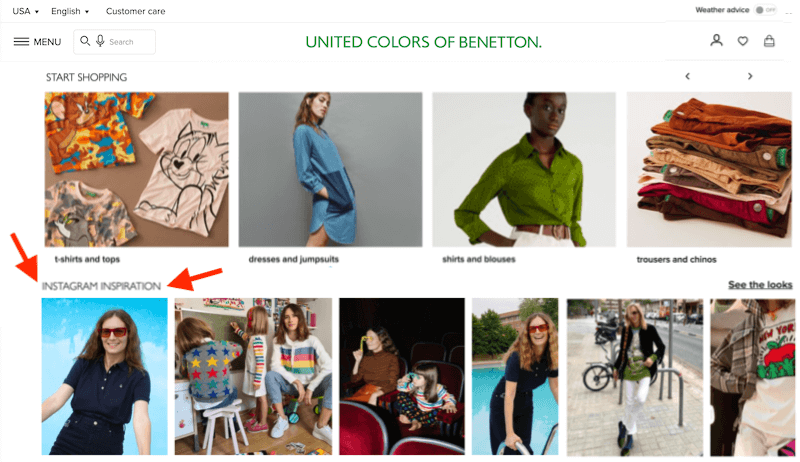 USA English Customer care
Weather advice OFF
MENU Search
UNITED COLORS OF BENETTON.
START SHOPPING
t-shirts and tops
dresses and jumpsuits
shirts and blouses
trousers and chinos
INSTAGRAM INSPIRATION
See the looks
NEW YORK